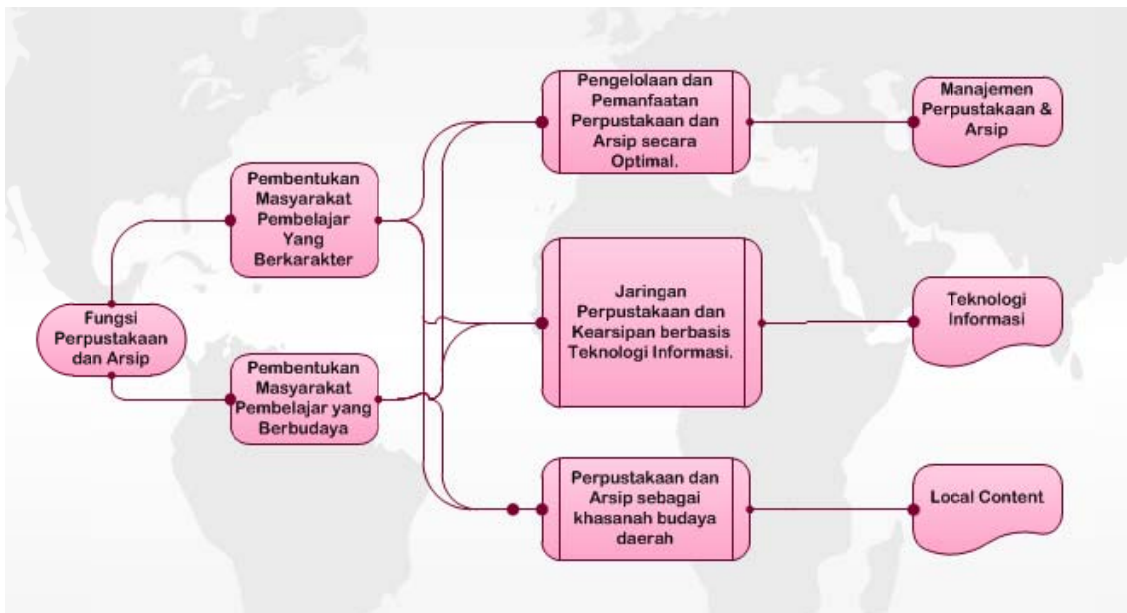 Fungsi
Perpustakaan
dan Arsip
Pembentukan
Masyarakat
Pembelajar
Yang
Berkarakter
Pembentukan
Masyarakat
Pembelajar yang
Berbudaya
Pengelolaan dan
Pemanfaatan
Perpustakaan dan
Arsip secara
Optimal.
Jaringan
Perpustakaan dan
Kearsipan berbasis
Teknologi Informasi.
Perpustakaan dan
Arsip sebagai
khasanah budaya
daerah
Manajemen
Perpustakaan &
Arsip
Teknologi
Informasi
Local Content